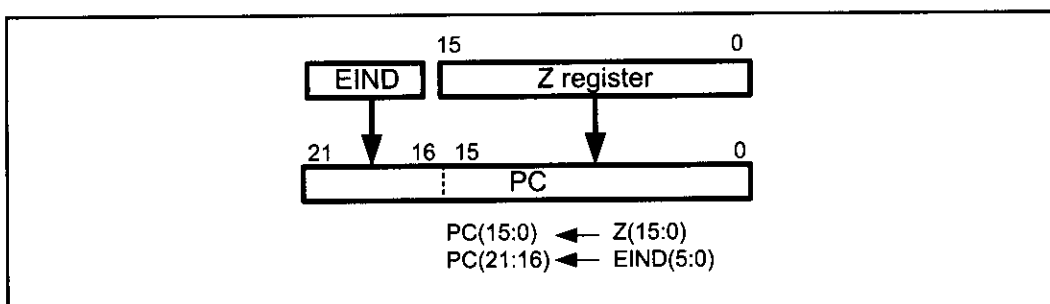 15 0
EIND Z register
21 16 15 0
PC
PC(15:0) ← Z(15:0)
PC(21:16) ← EIND(5:0)